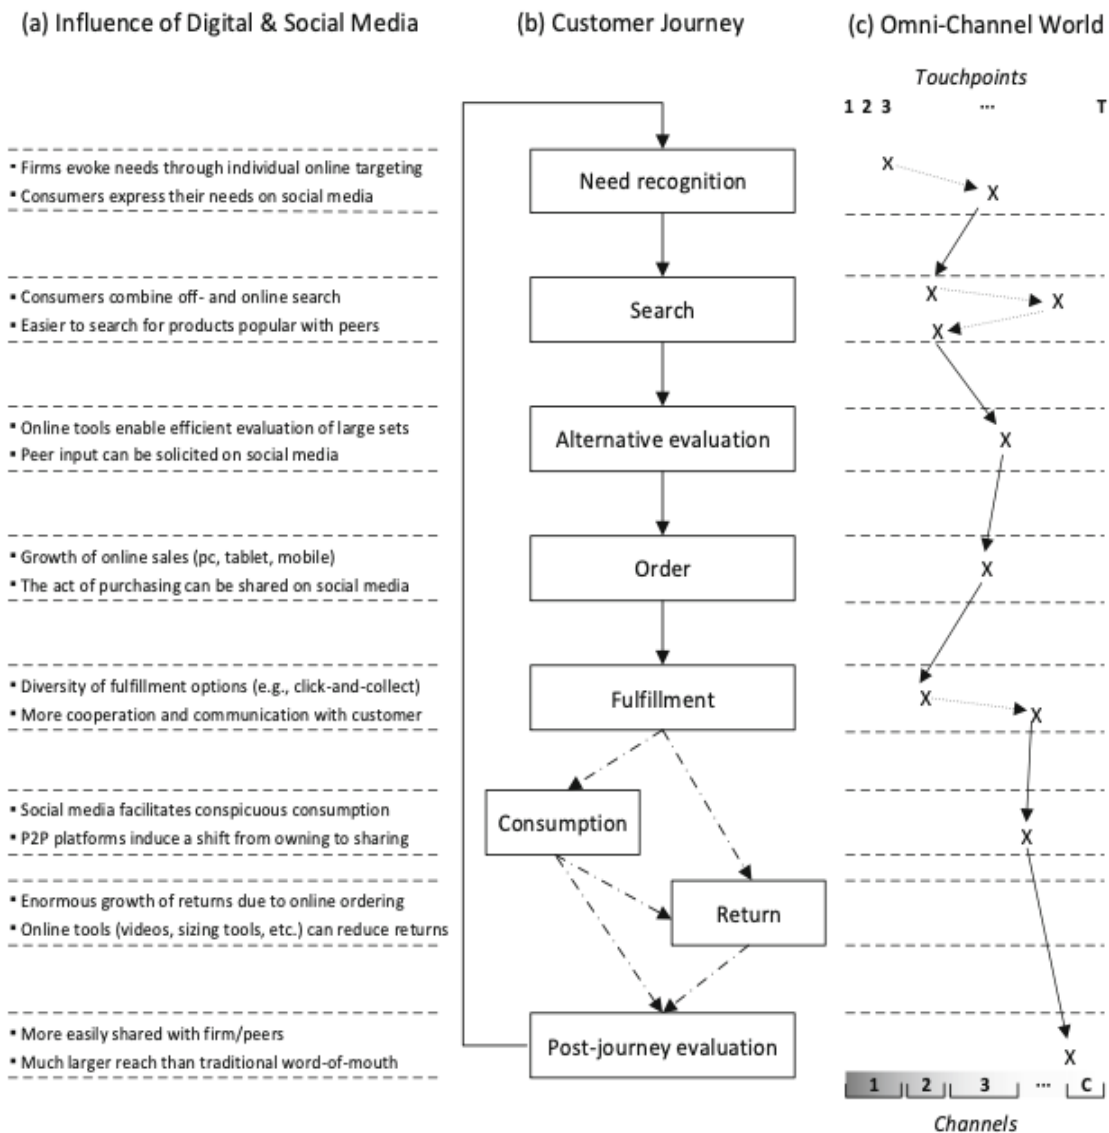 (a) Influence of Digital & Social Media
(b) Customer Journey
(c) Omni-Channel World
Touchpoints
1 2 3 ... T
▪ Firms evoke needs through individual online targeting
▪ Consumers express their needs on social media
Need recognition
X
X
▪ Consumers combine off- and online search
▪ Easier to search for products popular with peers
Search
X
X
X
▪ Online tools enable efficient evaluation of large sets
▪ Peer input can be solicited on social media
Alternative evaluation
X
▪ Growth of online sales (pc, tablet, mobile)
▪ The act of purchasing can be shared on social media
Order
X
▪ Diversity of fulfillment options (e.g., click-and-collect)
▪ More cooperation and communication with customer
Fulfillment
X
X
▪ Social media facilitates conspicuous consumption
▪ P2P platforms induce a shift from owning to sharing
Consumption
X
▪ Enormous growth of returns due to online ordering
▪ Online tools (videos, sizing tools, etc.) can reduce returns
Return
▪ More easily shared with firm/peers
▪ Much larger reach than traditional word-of-mouth
Post-journey evaluation
X
1 2 3 ... C
Channels